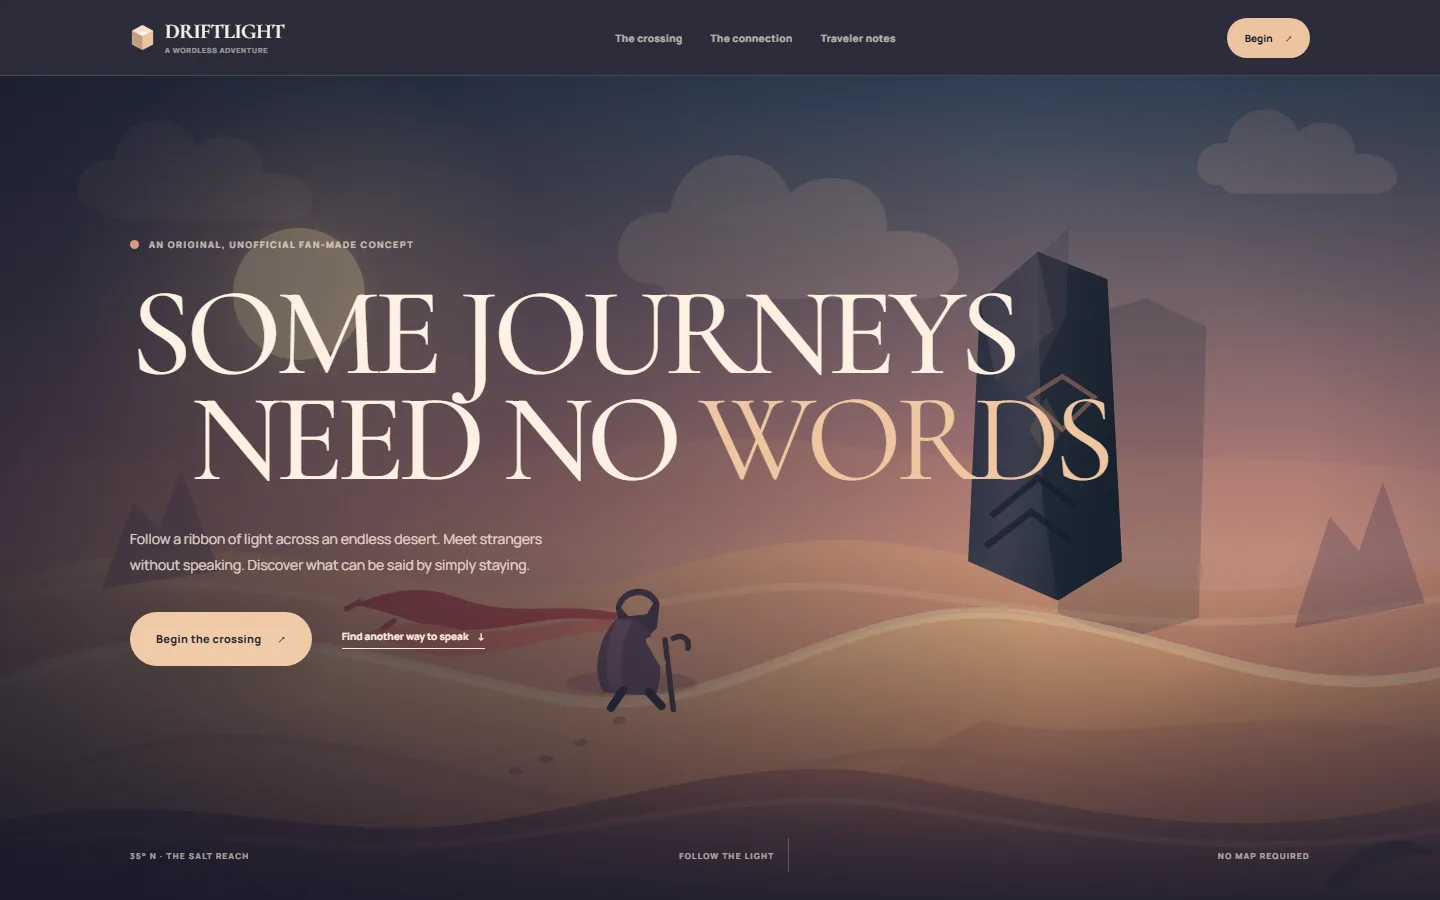 DRIFTLIGHT
A WORDLESS ADVENTURE
The crossing
The connection
Traveler notes
Begin ↗
AN ORIGINAL, UNOFFICIAL FAN-MADE CONCEPT
SOME JOURNEYS
NEED NO WORDS
Follow a ribbon of light across an endless desert. Meet strangers
without speaking. Discover what can be said by simply staying.
Begin the crossing ↗
Find another way to speak ↓
35° N · THE SALT REACH
FOLLOW THE LIGHT
NO MAP REQUIRED